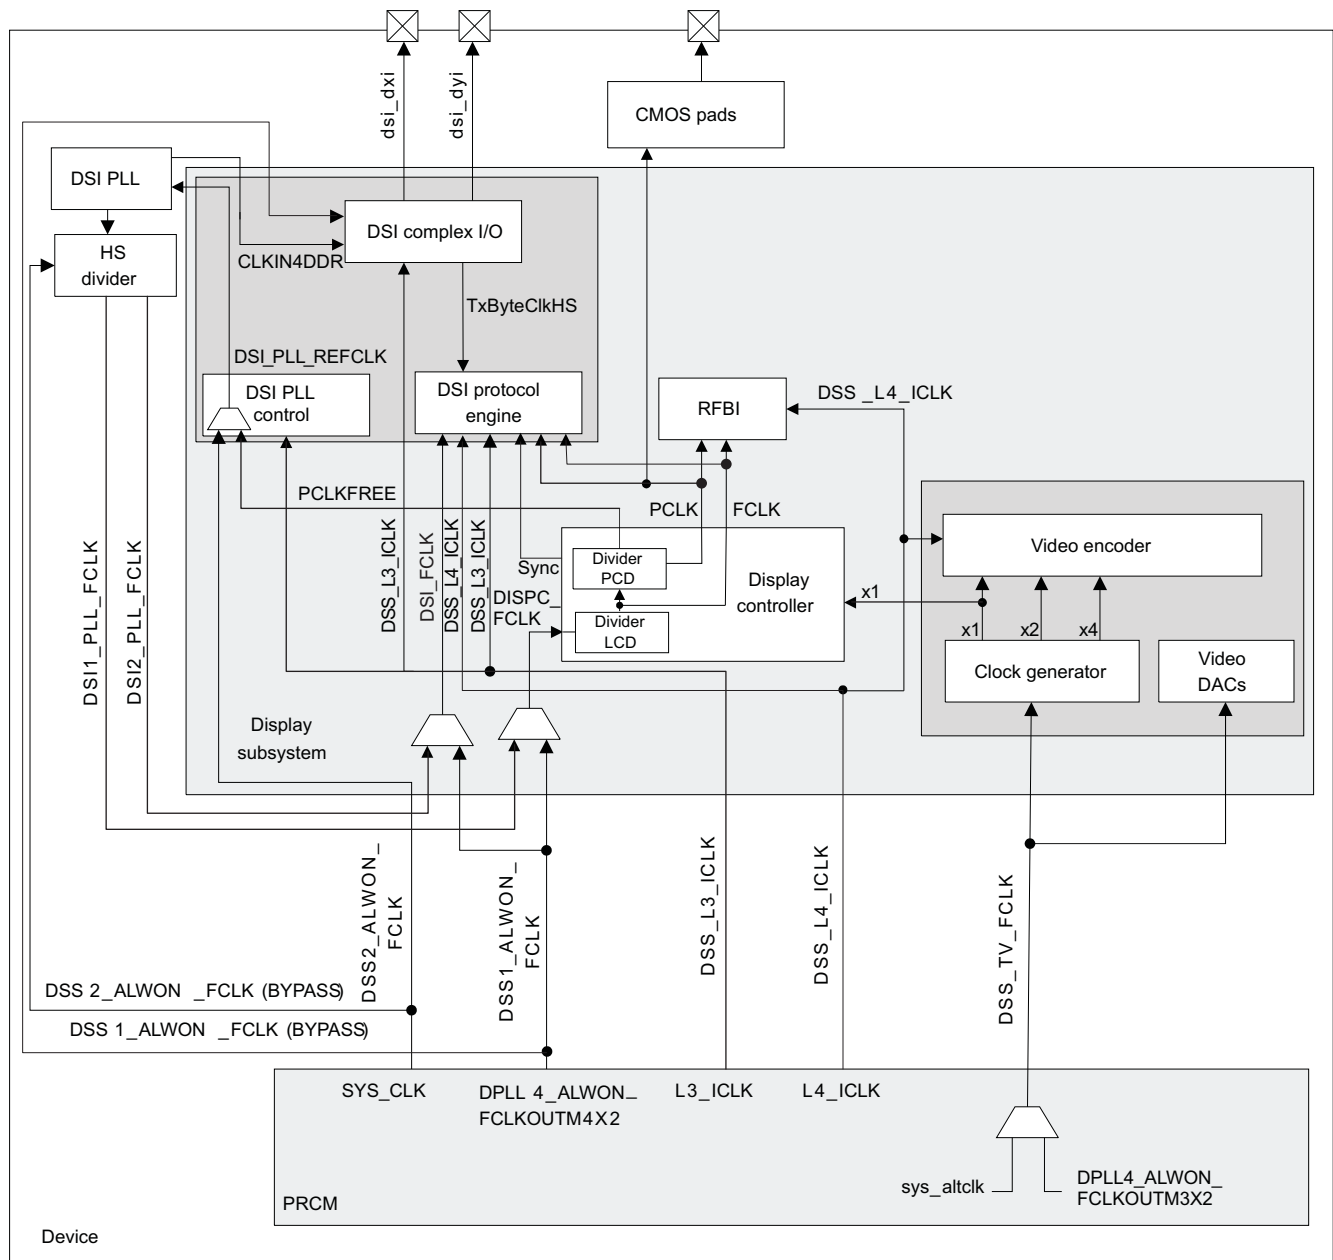 dsi_dxi
dsi_dyi
CMOS pads
DSI PLL
HS
divider
DSI complex I/O
CLKIN4DDR
TxByteClkHS
DSI_PLL_REFCLK
DSI PLL
control
DSI protocol
engine
RFBI
DSS _L4_ICLK
PCLKFREE
PCLK
FCLK
DSI1_PLL_FCLK
DSI2_PLL_FCLK
DSS_L3_ICLK
DSI_FCLK
DSS_L4_ICLK
DSS_L3_ICLK
Sync
DISPC_
FCLK
Divider
PCD
Divider
LCD
Display
controller
x1
Video encoder
x1
x2
x4
Clock generator
Video
DACs
Display
subsystem
DSS2_ALWON_
FCLK
DSS1_ALWON_
FCLK
DSS_L3_ICLK
DSS_L4_ICLK
DSS_TV_FCLK
DSS 2_ALWON _FCLK (BYPASS)
DSS 1_ALWON _FCLK (BYPASS)
SYS_CLK
DPLL 4_ALWON_
FCLKOUTM4X2
L3_ICLK
L4_ICLK
sys_altclk
DPLL4_ALWON_
FCLKOUTM3X2
PRCM
Device